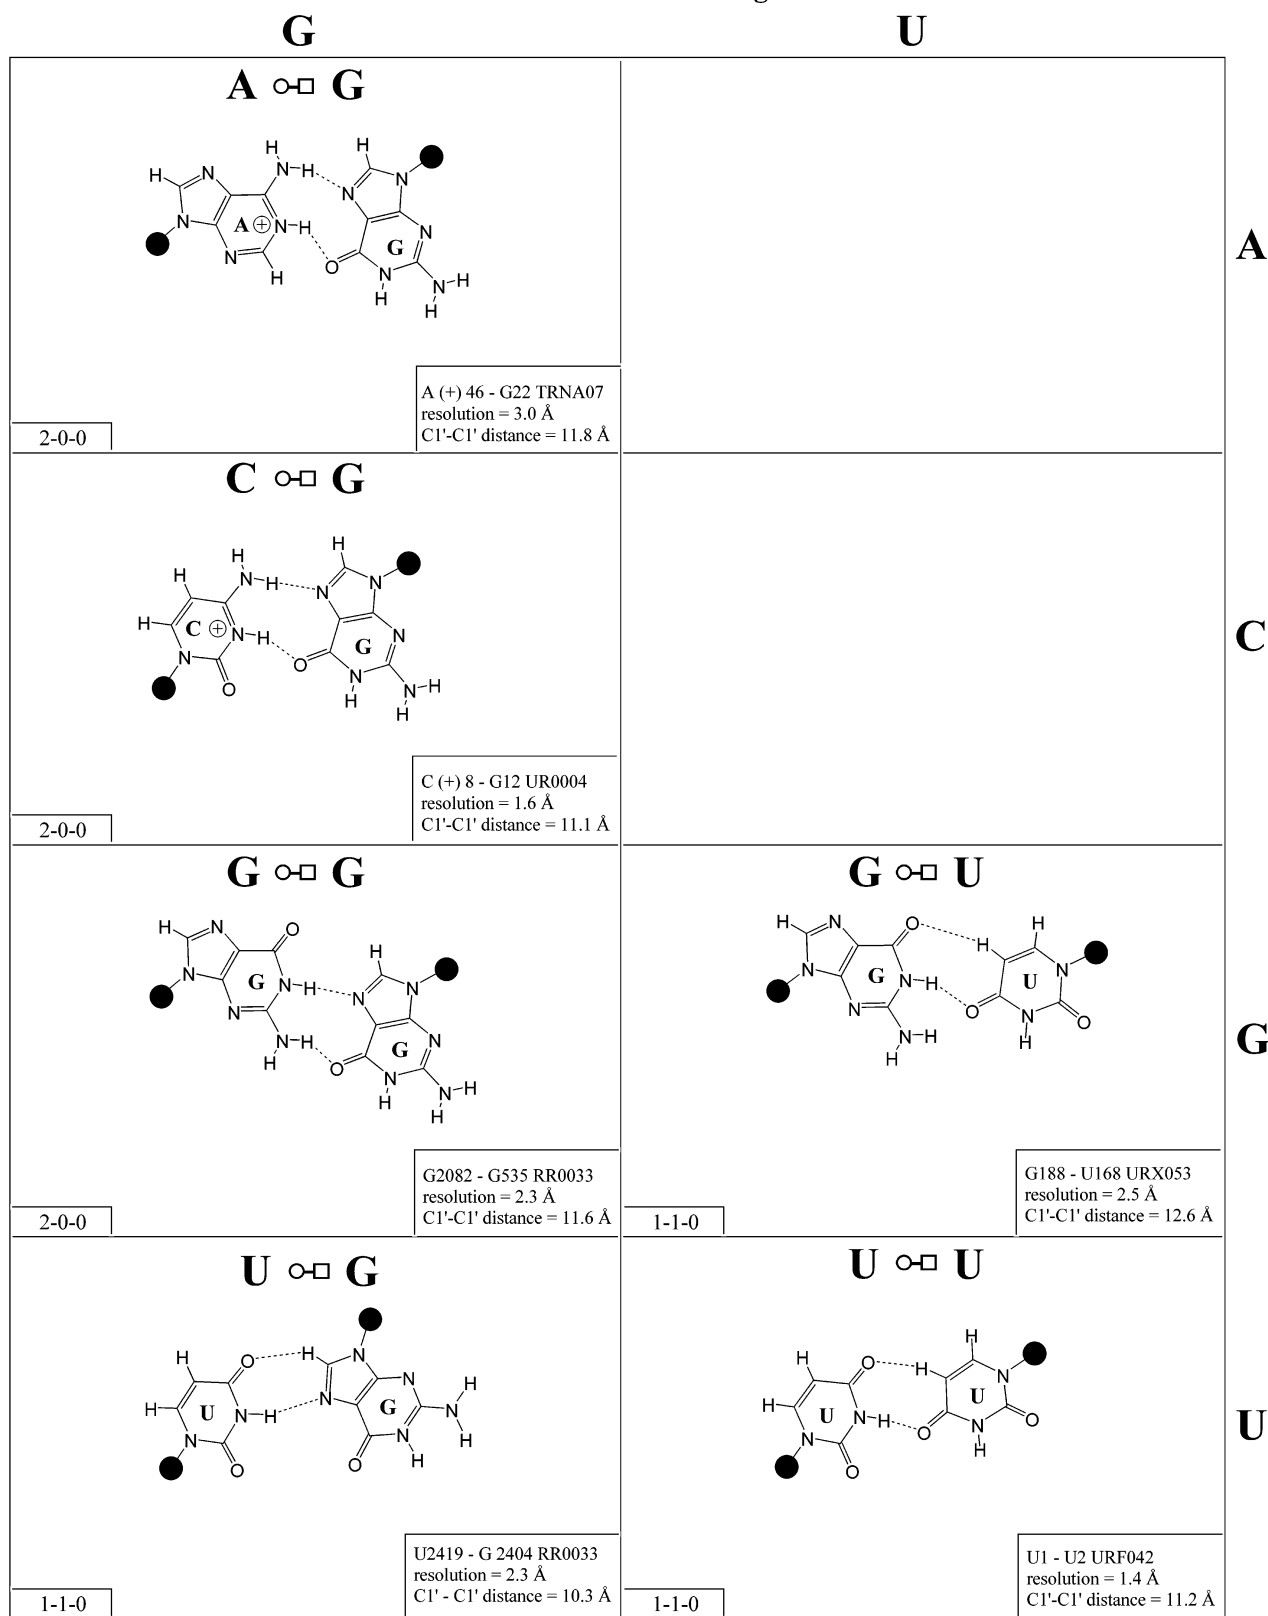 G U
A G
H
H
N H
H
N
H
N
N
A + N H
N
N
G
O
N
N
H
H
N H
H
A
A (+) 46 - G22 TRNA07
resolution = 3.0 Å
C1'-C1' distance = 11.8 Å
2-0-0
C G
H
H
H
N H
N
N
H
C + N H
N
G
N
O
N
O
N
H
N H
H
C
C (+) 8 - G12 UR0004
resolution = 1.6 Å
C1'-C1' distance = 11.1 Å
2-0-0
G G
H
N
O
H
N
G
N H
N
N
N
N H
H
N
G
O
N
H
N H
H
G2082 - G535 RR0033
resolution = 2.3 Å
C1'-C1' distance = 11.6 Å
2-0-0
G U
H
N
O
H
H
N
G
N H
N
U
N
O
N
O
N H
H
H
G
G188 - U168 URX053
resolution = 2.5 Å
C1'-C1' distance = 12.6 Å
1-1-0
U G
H
O
H
N
H
U
N H
N
N
N
O
G
N H
H
N
H
O
U2419 - G 2404 RR0033
resolution = 2.3 Å
C1' - C1' distance = 10.3 Å
1-1-0
U U
H
H
O
H
N
H
U
N H
N
O
O
U
N
O
H
U
U1 - U2 URF042
resolution = 1.4 Å
C1'-C1' distance = 11.2 Å
1-1-0